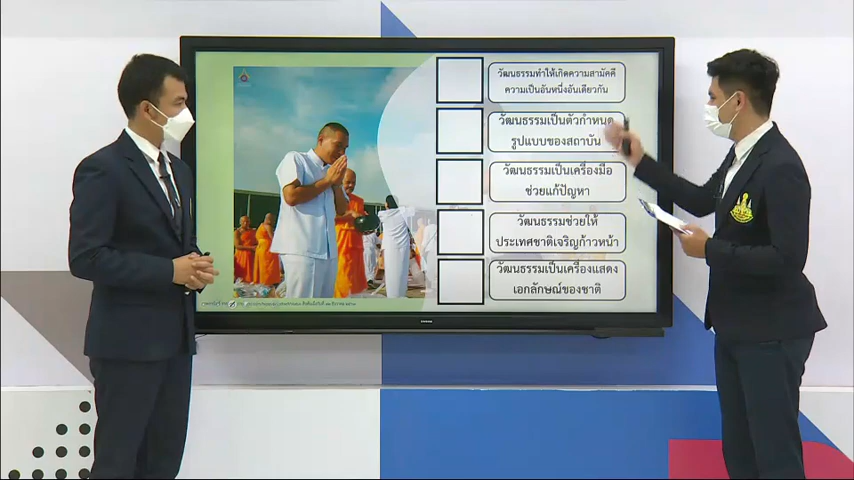 วัฒนธรรมทำให้เกิดความสามัคคี
ความเป็นอันหนึ่งอันเดียวกัน
วัฒนธรรมเป็นตัวกำหนด
รูปแบบของสถาบัน
วัฒนธรรมเป็นเครื่องมือ
ช่วยแก้ปัญหา
วัฒนธรรมช่วยให้
ประเทศชาติเจริญก้าวหน้า
วัฒนธรรมเป็นเครื่องแสดง
เอกลักษณ์ของชาติ